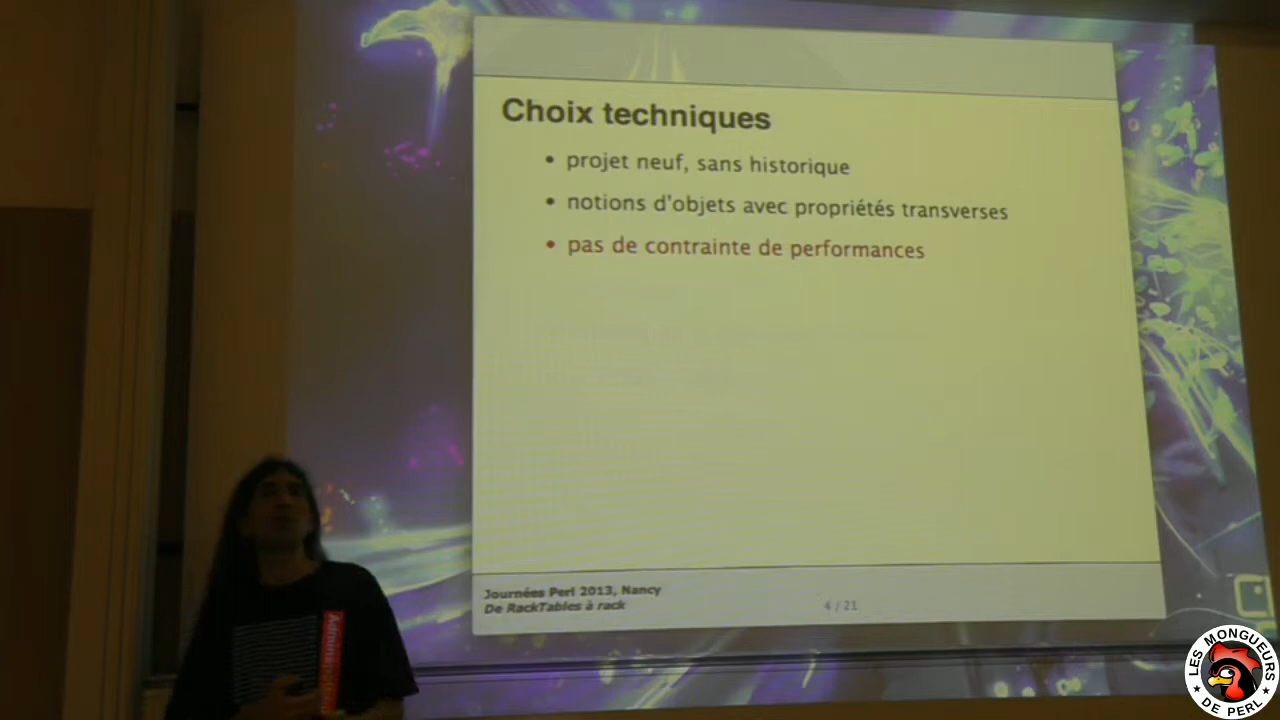 Choix techniques
• projet neuf, sans historique
• notions d'objets avec propriétés transverses
• pas de contrainte de performances
Journées Perl 2013, Nancy
De RackTables à rack
4 / 21
LES MONGUEURS
★ DE PERL ★